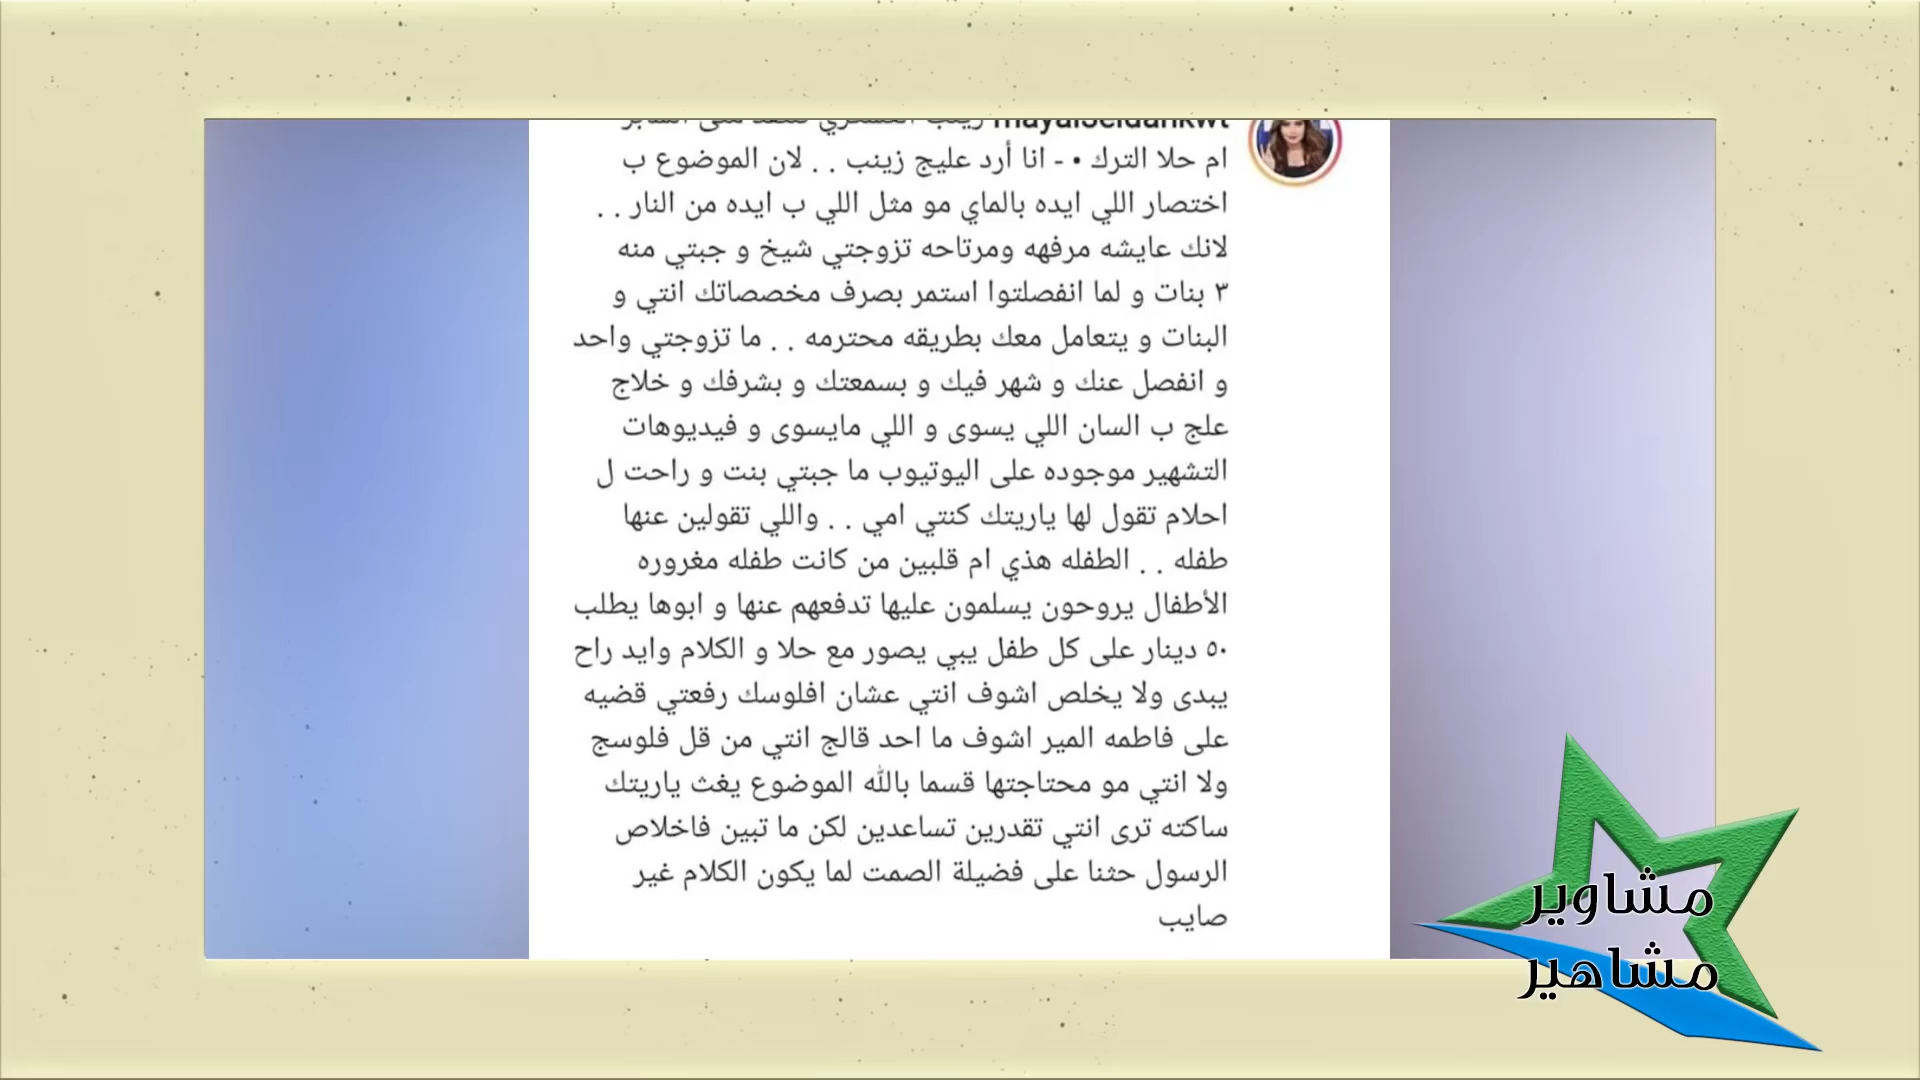 ام حلا الترك • - انا أرد عليج زينب . . لان الموضوع ب
اختصار اللي ايده بالماي مو مثل اللي ب ايده من النار . .
لانك عايشه مرفهه ومرتاحه تزوجتي شيخ و جبتي منه
٣ بنات و لما انفصلتوا استمر بصرف مخصصاتك انتي و
البنات و يتعامل معك بطريقه محترمه . . ما تزوجتي واحد
و انفصل عنك و شهر فيك و بسمعتك و بشرفك و خلاج
علج ب السان اللي يسوى و اللي مايسوى و فيديوهات
التشهير موجوده على اليوتيوب ما جبتي بنت و راحت ل
احلام تقول لها ياريتك كنتي امي . . واللي تقولين عنها
طفله . . الطفله هذي ام قلبين من كانت طفله مغروره
الأطفال يروحون يسلمون عليها تدفعهم عنها و ابوها يطلب
٥٠ دينار على كل طفل يبي يصور مع حلا و الكلام وايد راح
يبدى ولا يخلص اشوف انتي عشان افلوسك رفعتي قضيه
على فاطمه المير اشوف ما احد قالج انتي من قل فلوسج
ولا انتي مو محتاجتها قسما بالله الموضوع يغث ياريتك
ساكته ترى انتي تقدرين تساعدين لكن ما تبين فاخلاص
الرسول حثنا على فضيلة الصمت لما يكون الكلام غير
صايب
مشاوير
مشاهير